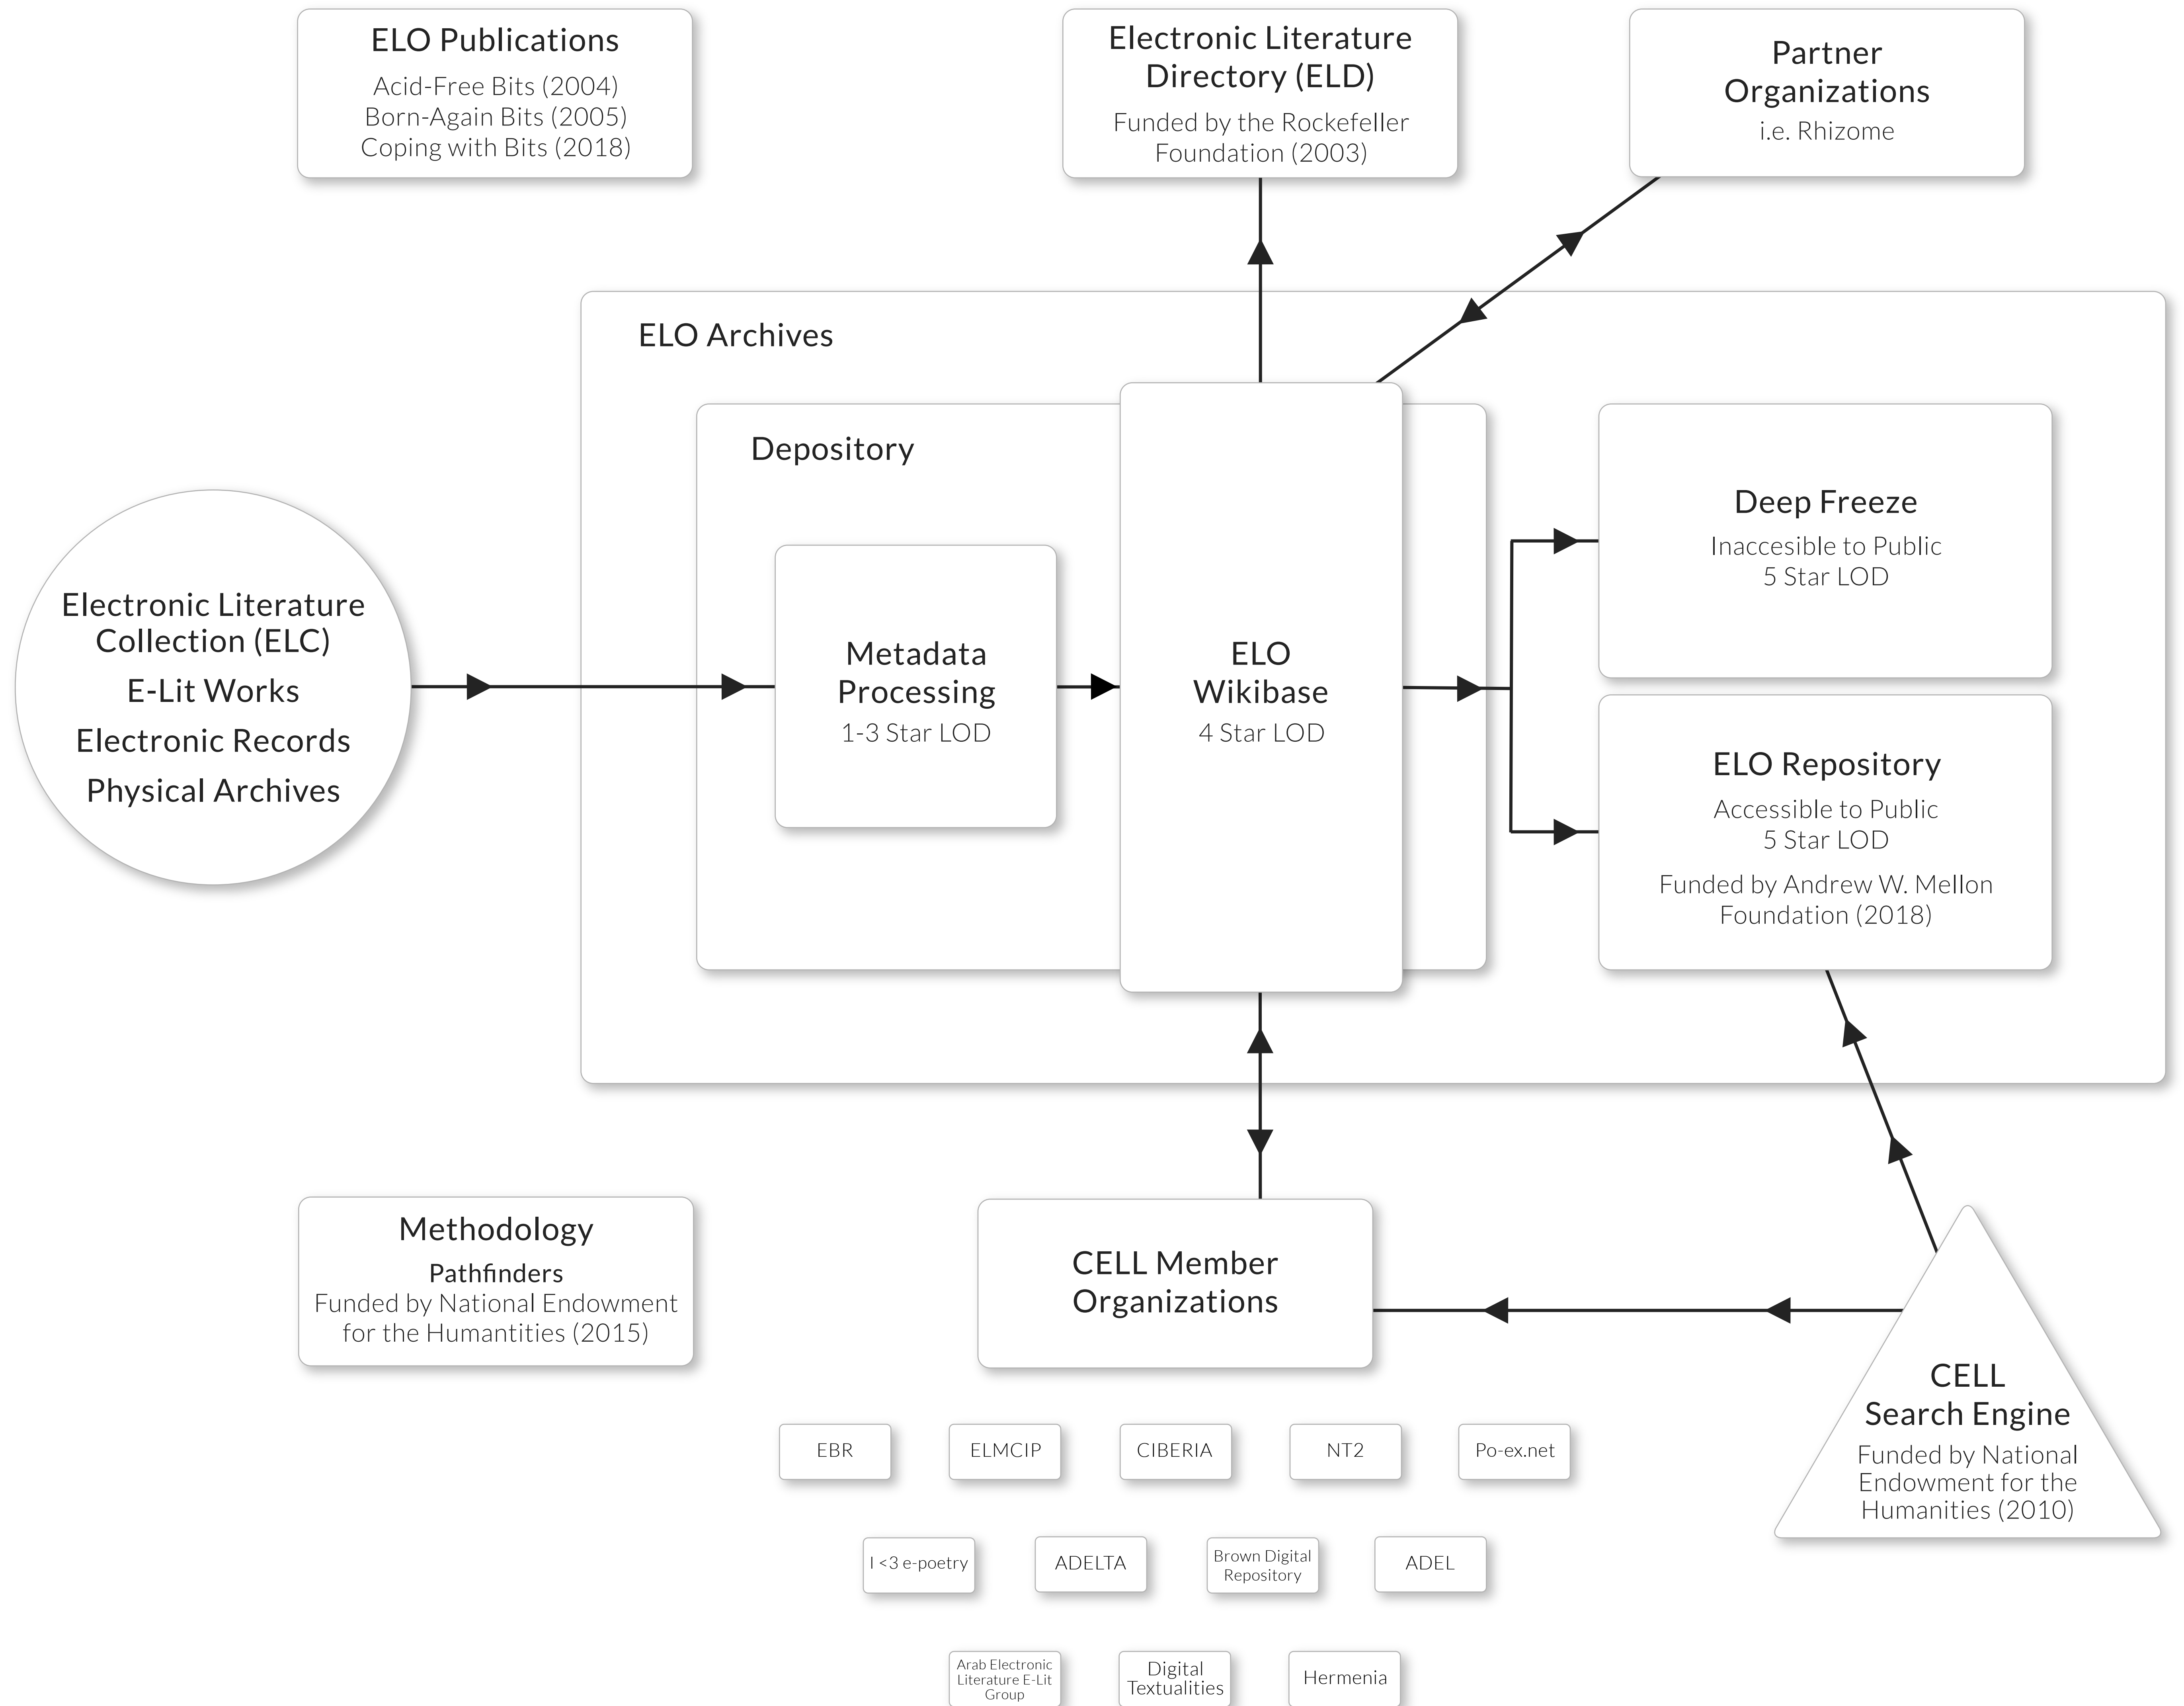 ELO Publications
Acid-Free Bits (2004)
Born-Again Bits (2005)
Coping with Bits (2018)
Electronic Literature
Directory (ELD)
Funded by the Rockefeller
Foundation (2003)
Partner
Organizations
i.e. Rhizome
ELO Archives
Depository
Electronic Literature
Collection (ELC)
E-Lit Works
Electronic Records
Physical Archives
Metadata
Processing
1-3 Star LOD
ELO
Wikibase
4 Star LOD
Deep Freeze
Inaccesible to Public
5 Star LOD
ELO Repository
Accessible to Public
5 Star LOD
Funded by Andrew W. Mellon
Foundation (2018)
Methodology
Pathfinders
Funded by National Endowment
for the Humantities (2015)
CELL Member
Organizations
CELL
Search Engine
Funded by National
Endowment for the
Humanities (2010)
EBR
ELMCIP
CIBERIA
NT2
Po-ex.net
I <3 e-poetry
ADELTA
Brown Digital
Repository
ADEL
Arab Electronic
Literature E-Lit
Group
Digital
Textualities
Hermenia